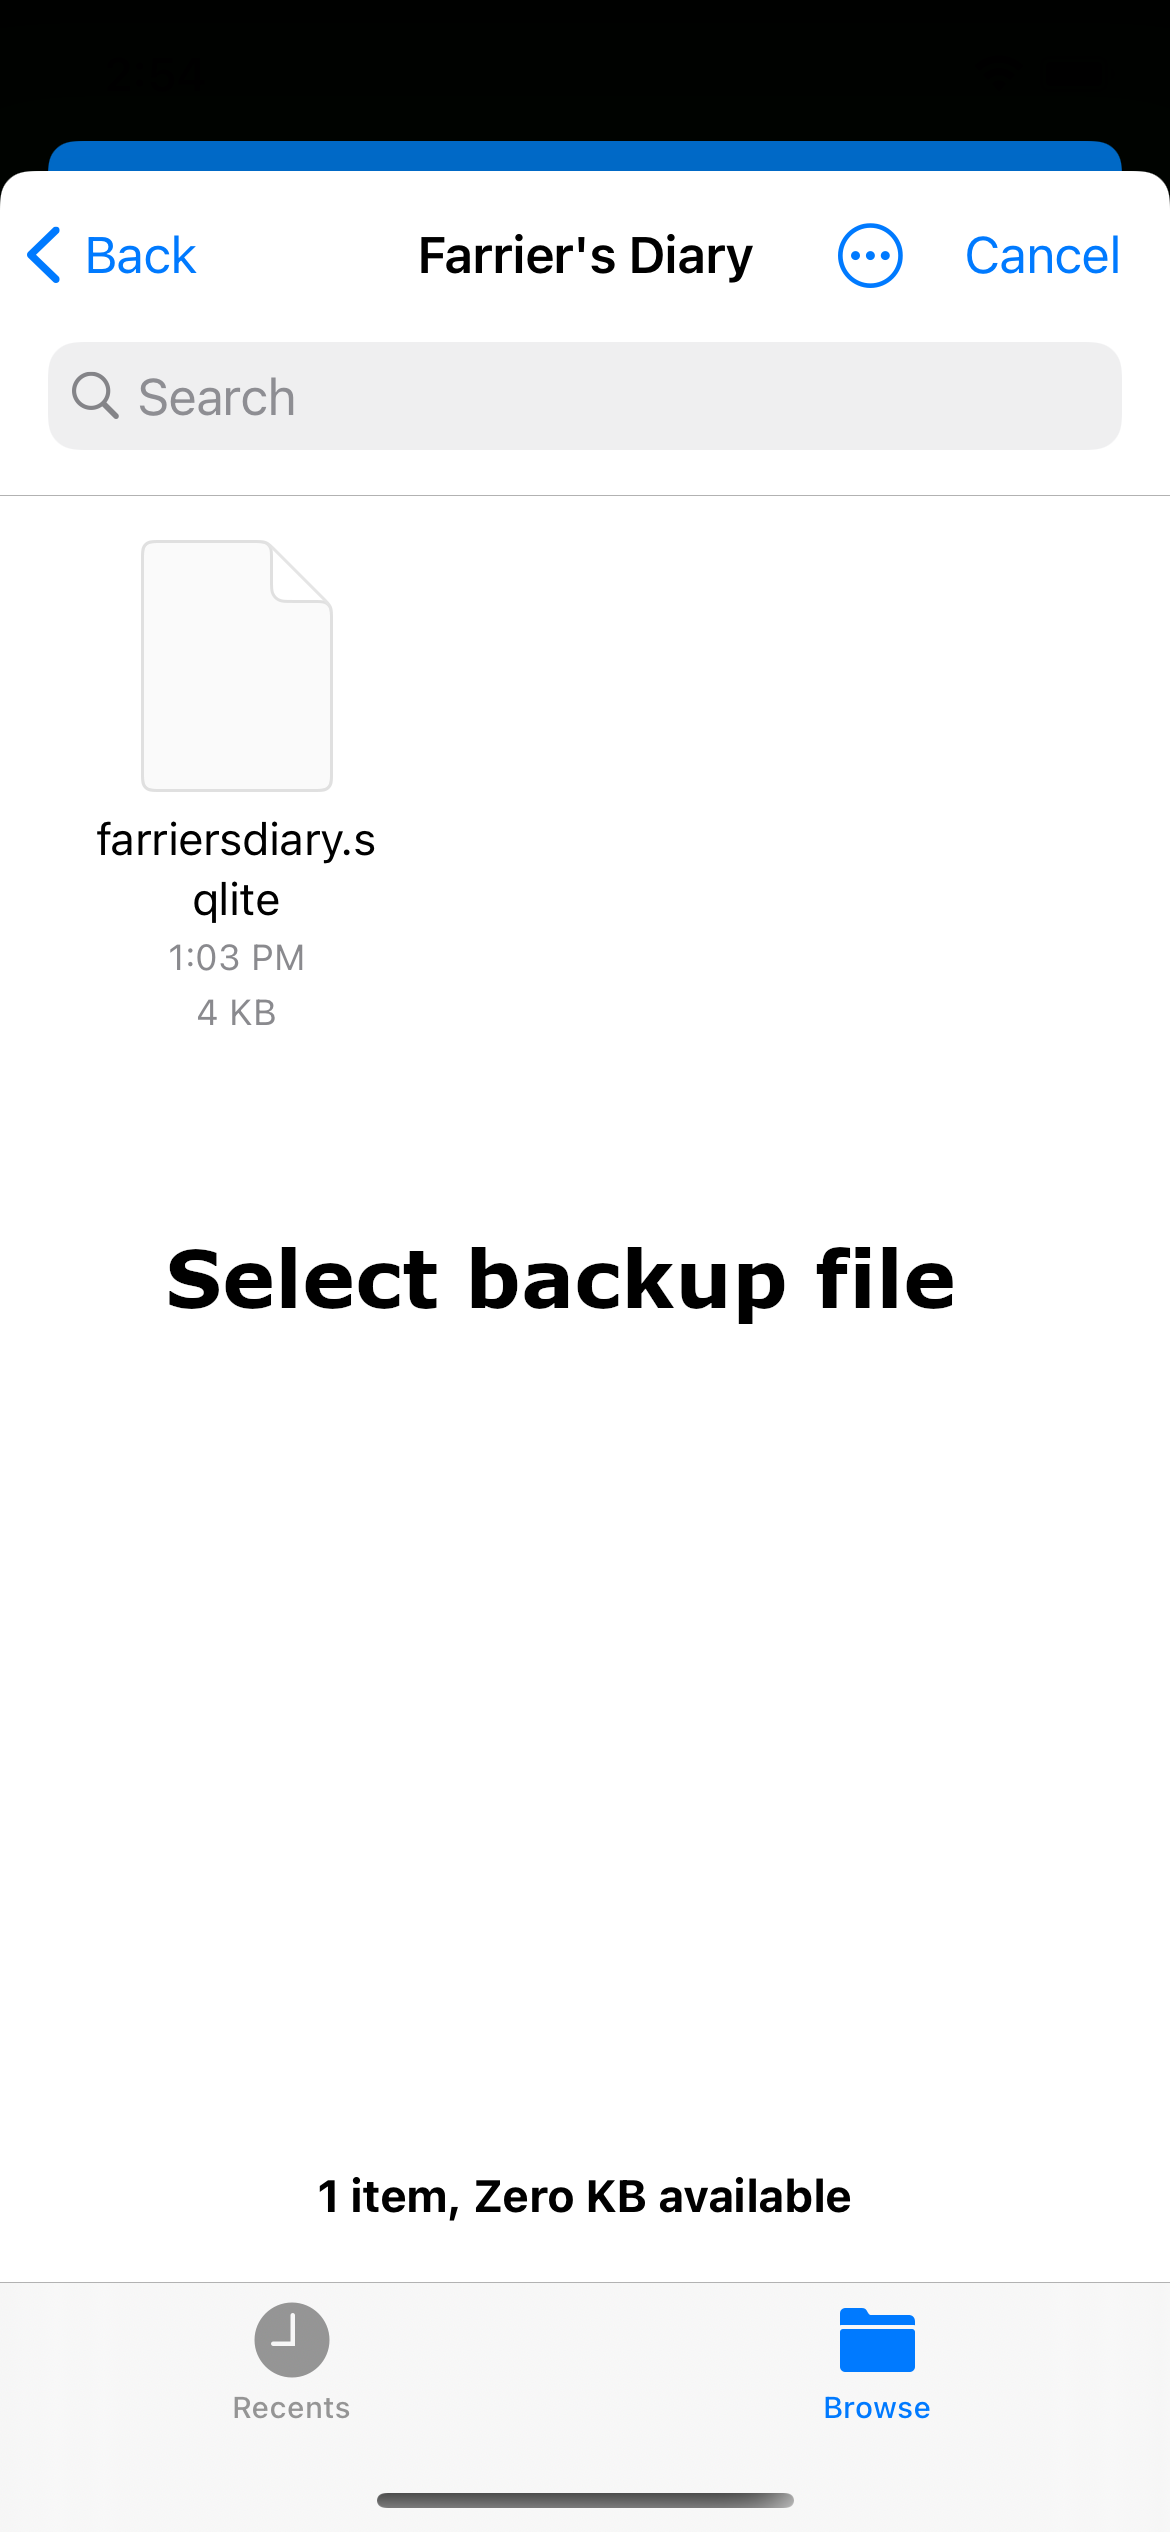 Back Farrier's Diary Cancel
Search
farriersdiary.s
qlite
1:03 PM
4 KB
Select backup file
1 item, Zero KB available
Recents Browse